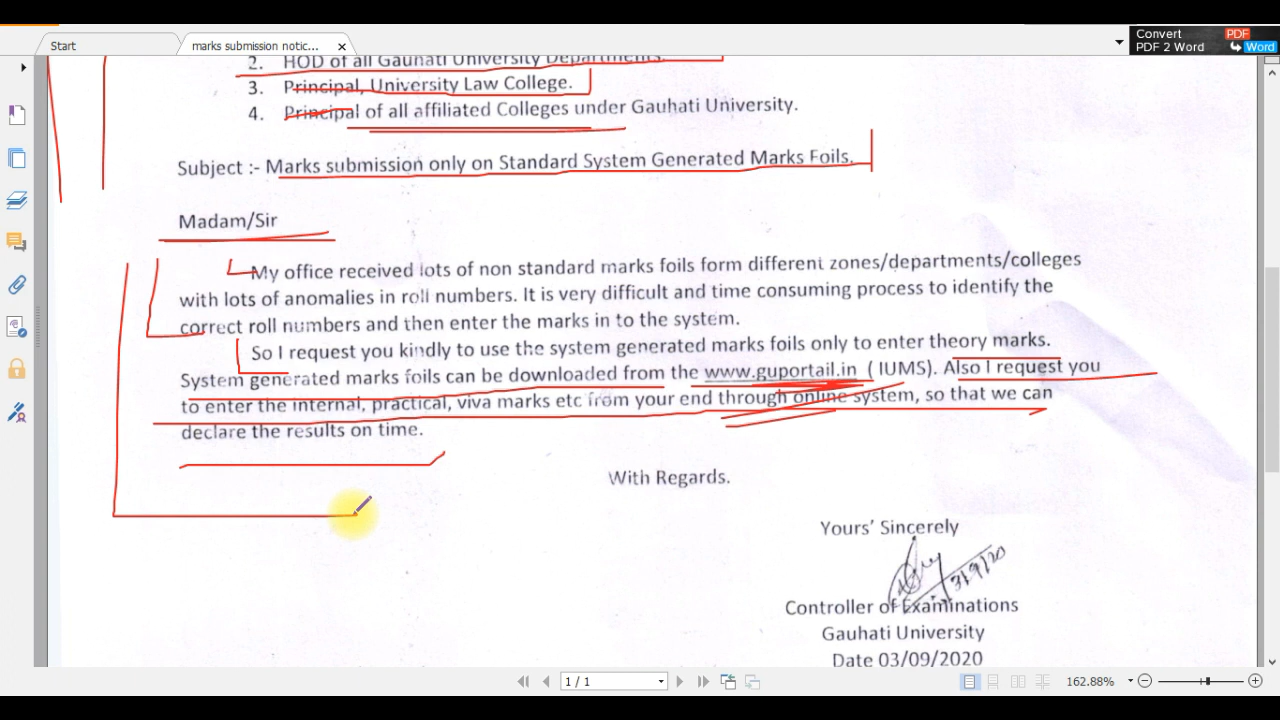 Start
marks submission notic...
Convert
PDF 2 Word
PDF
Word
2. HOD of all Gauhati University Departments.
3. Principal, University Law College.
4. Principal of all affiliated Colleges under Gauhati University.
Subject :- Marks submission only on Standard System Generated Marks Foils.
Madam/Sir
My office received lots of non standard marks foils form different zones/departments/colleges
with lots of anomalies in roll numbers. It is very difficult and time consuming process to identify the
correct roll numbers and then enter the marks in to the system.
So I request you kindly to use the system generated marks foils only to enter theory marks.
System generated marks foils can be downloaded from the www.guportail.in ( IUMS). Also I request you
to enter the internal, practical, viva marks etc from your end through online system, so that we can
declare the results on time.
With Regards.
Yours' Sincerely
3/9/20
Controller of Examinations
Gauhati University
Date 03/09/2020
1 / 1
162.88%